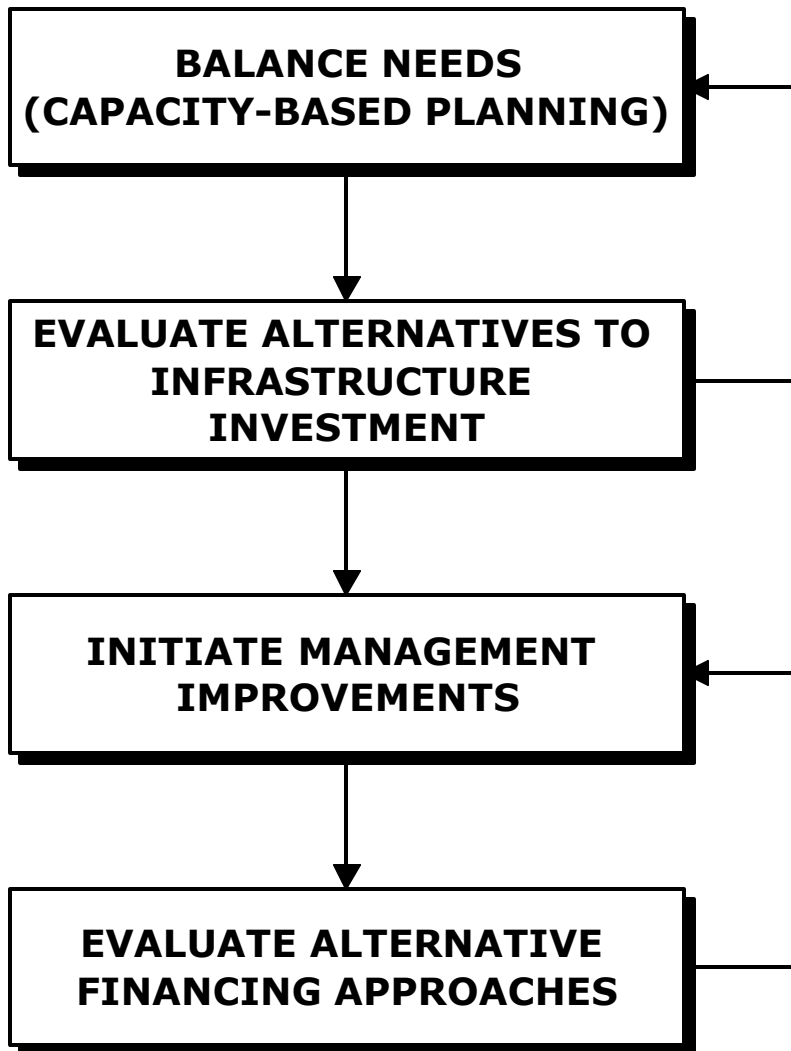 BALANCE NEEDS
(CAPACITY-BASED PLANNING)
EVALUATE ALTERNATIVES TO
INFRASTRUCTURE
INVESTMENT
INITIATE MANAGEMENT
IMPROVEMENTS
EVALUATE ALTERNATIVE
FINANCING APPROACHES